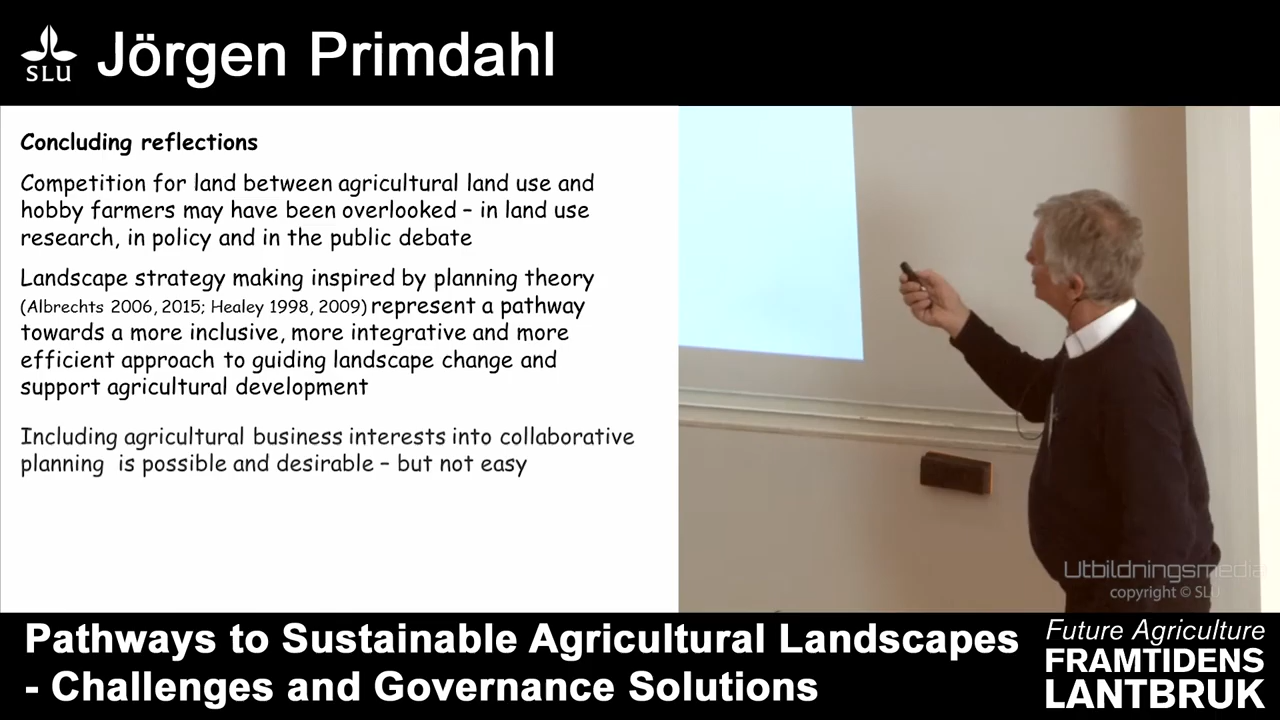 SLU
Jörgen Primdahl
Concluding reflections
Competition for land between agricultural land use and
hobby farmers may have been overlooked – in land use
research, in policy and in the public debate
Landscape strategy making inspired by planning theory
(Albrechts 2006, 2015; Healey 1998, 2009) represent a pathway
towards a more inclusive, more integrative and more
efficient approach to guiding landscape change and
support agricultural development
Including agricultural business interests into collaborative
planning is possible and desirable – but not easy
Utbildningsmedia
copyright © SLU
Pathways to Sustainable Agricultural Landscapes
- Challenges and Governance Solutions
Future Agriculture
FRAMTIDENS
LANTBRUK